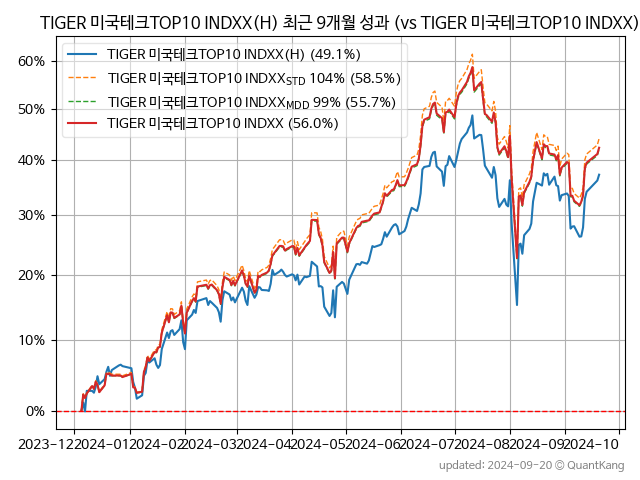 TIGER 미국테크TOP10 INDXX(H) 최근 9개월 성과 (vs TIGER 미국테크TOP10 INDXX)
TIGER 미국테크TOP10 INDXX(H) (49.1%)
TIGER 미국테크TOP10 INDXXSTD 104% (58.5%)
TIGER 미국테크TOP10 INDXXMDD 99% (55.7%)
TIGER 미국테크TOP10 INDXX (56.0%)
60%
50%
40%
30%
20%
10%
0%
2023-12 2024-01 2024-02 2024-03 2024-04 2024-05 2024-06 2024-07 2024-08 2024-09 2024-10
updated: 2024-09-20 © QuantKang